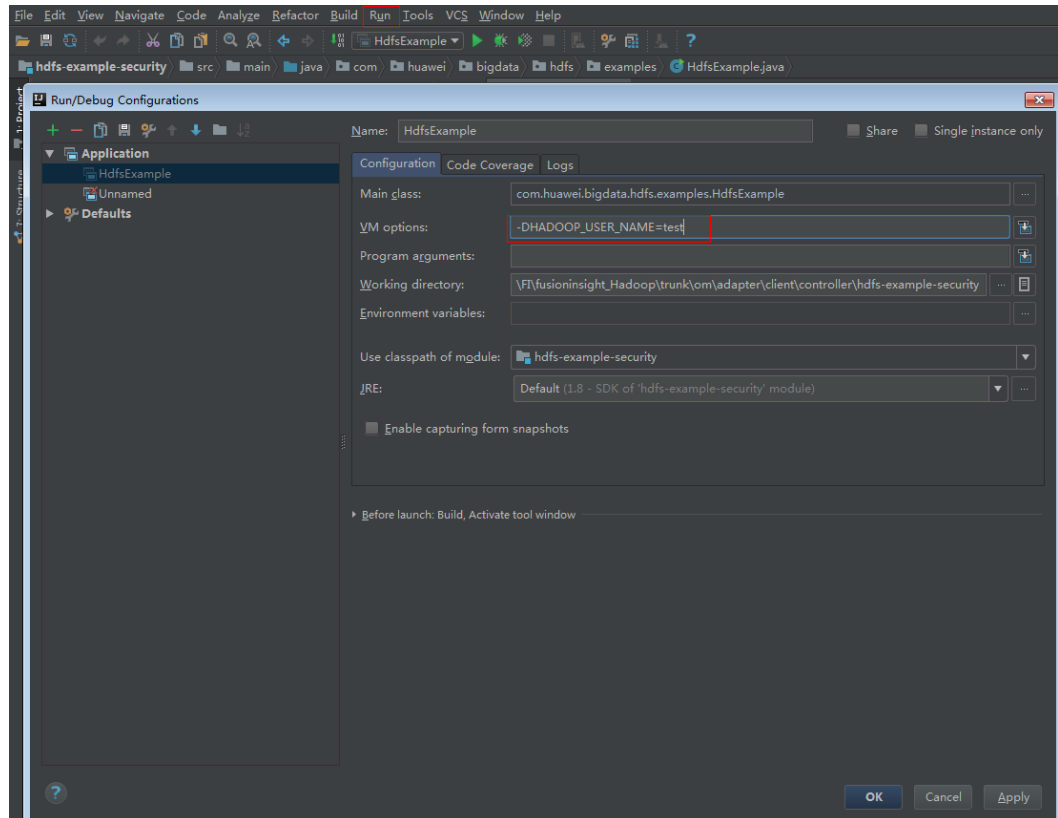 File Edit View Navigate Code Analyze Refactor Build Run Tools VCS Window Help
HdfsExample
hdfs-example-security src main java com huawei bigdata hdfs examples HdfsExample.java
1: Project
Run/Debug Configurations
Name: HdfsExample Share Single instance only
Application
HdfsExample
Unnamed
Defaults
Configuration Code Coverage Logs
Main class: com.huawei.bigdata.hdfs.examples.HdfsExample ...
VM options: -DHADOOP_USER_NAME=test
Program arguments:
Working directory: \FI\fusioninsight_Hadoop\trunk\om\adapter\client\controller\hdfs-example-security ...
Environment variables: ...
Use classpath of module: hdfs-example-security
JRE: Default (1.8 - SDK of 'hdfs-example-security' module) ...
Enable capturing form snapshots
Before launch: Build, Activate tool window
7: Structure
? OK Cancel Apply